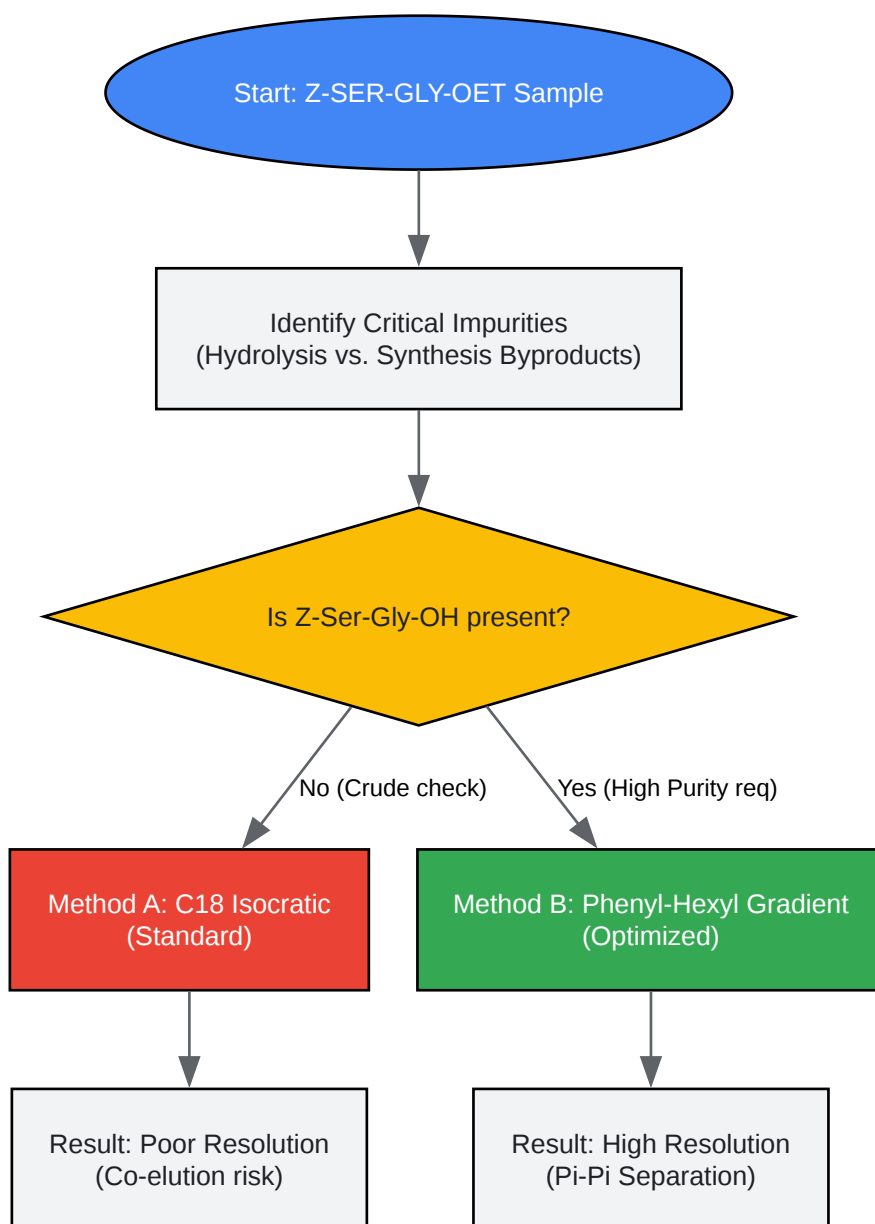 Start: Z-SER-GLY-OET Sample
Identify Critical Impurities
(Hydrolysis vs. Synthesis Byproducts)
Is Z-Ser-Gly-OH present?
No (Crude check)
Yes (High Purity req)
Method A: C18 Isocratic
(Standard)
Method B: Phenyl-Hexyl Gradient
(Optimized)
Result: Poor Resolution
(Co-elution risk)
Result: High Resolution
(Pi-Pi Separation)